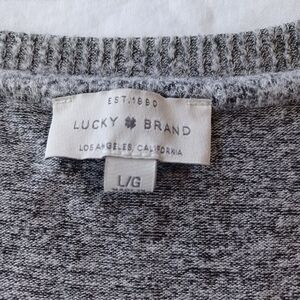 EST.1990
LUCKY BRAND
LOS ANGELES, CALIFORNIA
L/G